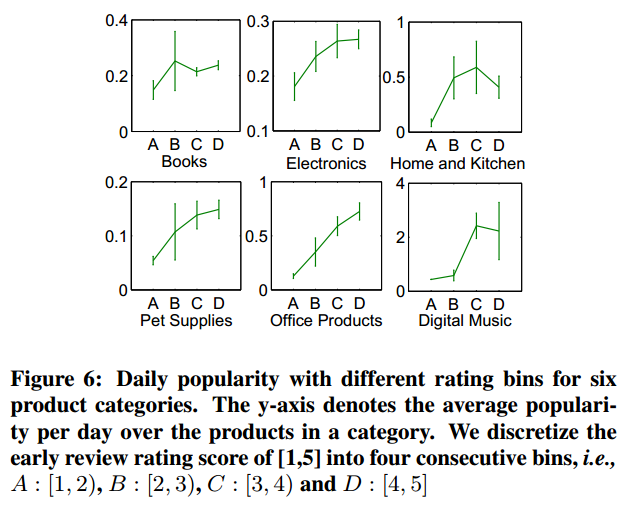 0.4
0.2
0
A B C D
Books
0.3
0.2
0.1
A B C D
Electronics
1
0.5
0
A B C D
Home and Kitchen
0.2
0.1
0
A B C D
Pet Supplies
1
0.5
0
A B C D
Office Products
4
2
0
A B C D
Digital Music
Figure 6: Daily popularity with different rating bins for six
product categories. The y-axis denotes the average populari-
ty per day over the products in a category. We discretize the
early review rating score of [1,5] into four consecutive bins, i.e.,
A : [1, 2), B : [2, 3), C : [3, 4) and D : [4, 5]